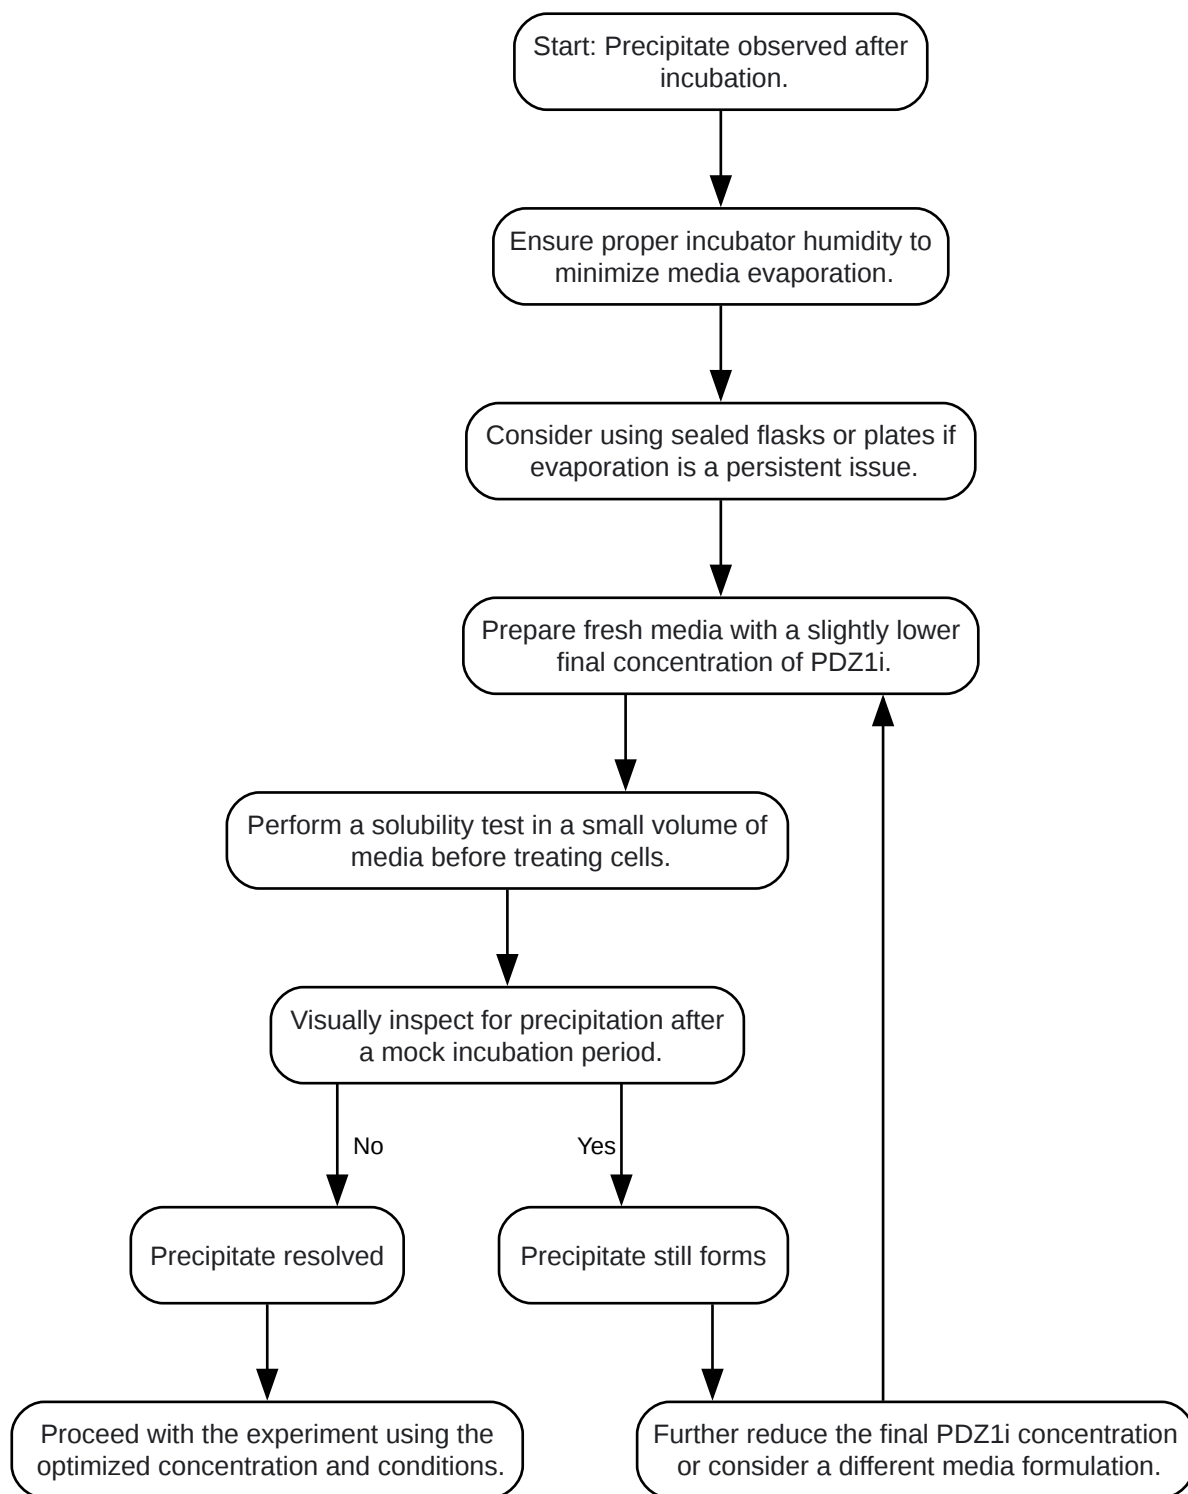 Start: Precipitate observed after
incubation.
Ensure proper incubator humidity to
minimize media evaporation.
Consider using sealed flasks or plates if
evaporation is a persistent issue.
Prepare fresh media with a slightly lower
final concentration of PDZ1i.
Perform a solubility test in a small volume of
media before treating cells.
Visually inspect for precipitation after
a mock incubation period.
No
Yes
Precipitate resolved
Precipitate still forms
Proceed with the experiment using the
optimized concentration and conditions.
Further reduce the final PDZ1i concentration
or consider a different media formulation.